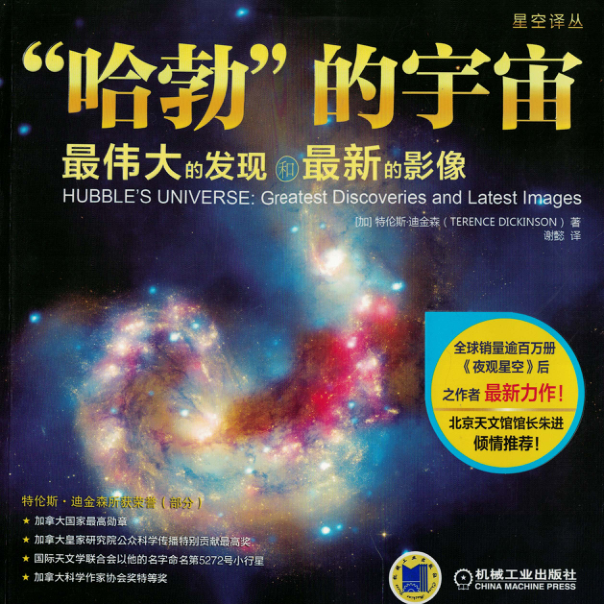 星空译丛
“哈勃”的宇宙
最伟大的发现和最新的影像
HUBBLE'S UNIVERSE: Greatest Discoveries and Latest Images
[加] 特伦斯·迪金森（TERENCE DICKINSON）著
谢懿 译
全球销量逾百万册
《夜观星空》后
之作者 最新力作！
北京天文馆馆长朱进
倾情推荐！
特伦斯·迪金森所获荣誉（部分）
★ 加拿大国家最高勋章
★ 加拿大皇家研究院公众科学传播特别贡献最高奖
★ 国际天文学联合会以他的名字命名第5272号小行星
★ 加拿大科学作家协会奖特等奖
机械工业出版社
CHINA MACHINE PRESS